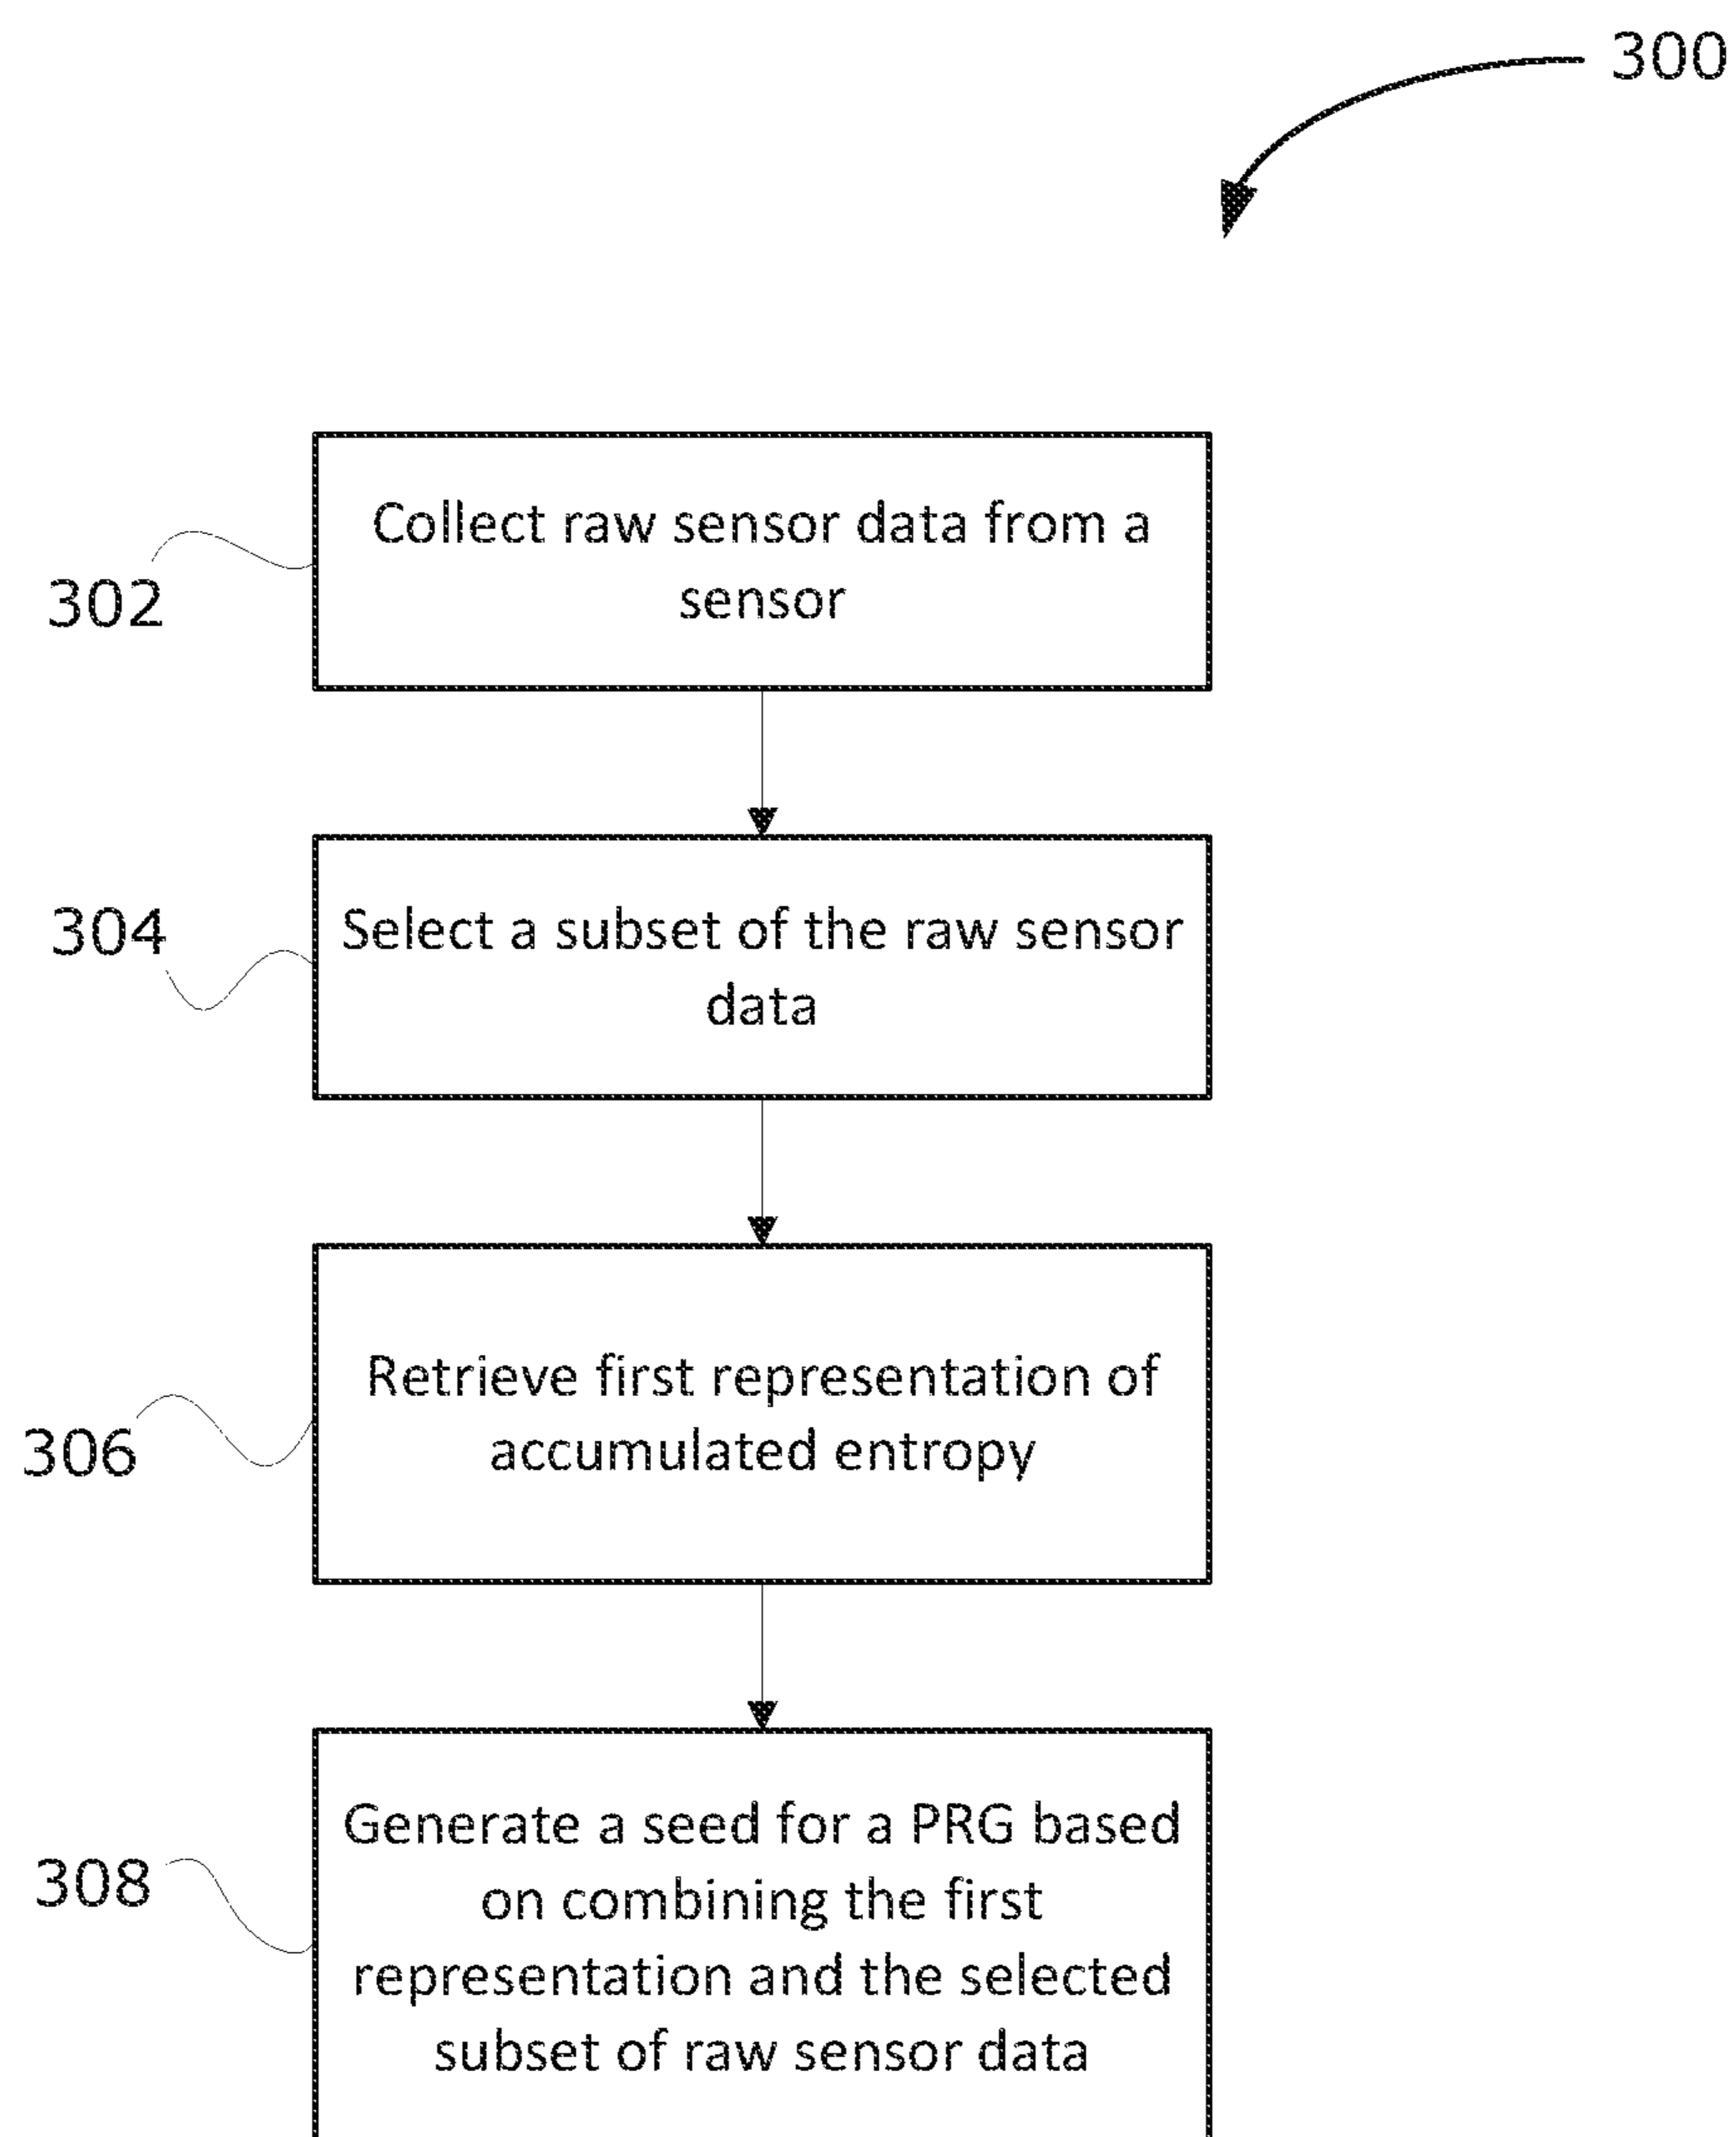 300
Collect raw sensor data from a
sensor
302
304
Select a subset of the raw sensor
data
Retrieve first representation of
accumulated entropy
306
Generate a seed for a PRG based
on combining the first
representation and the selected
subset of raw sensor data
308